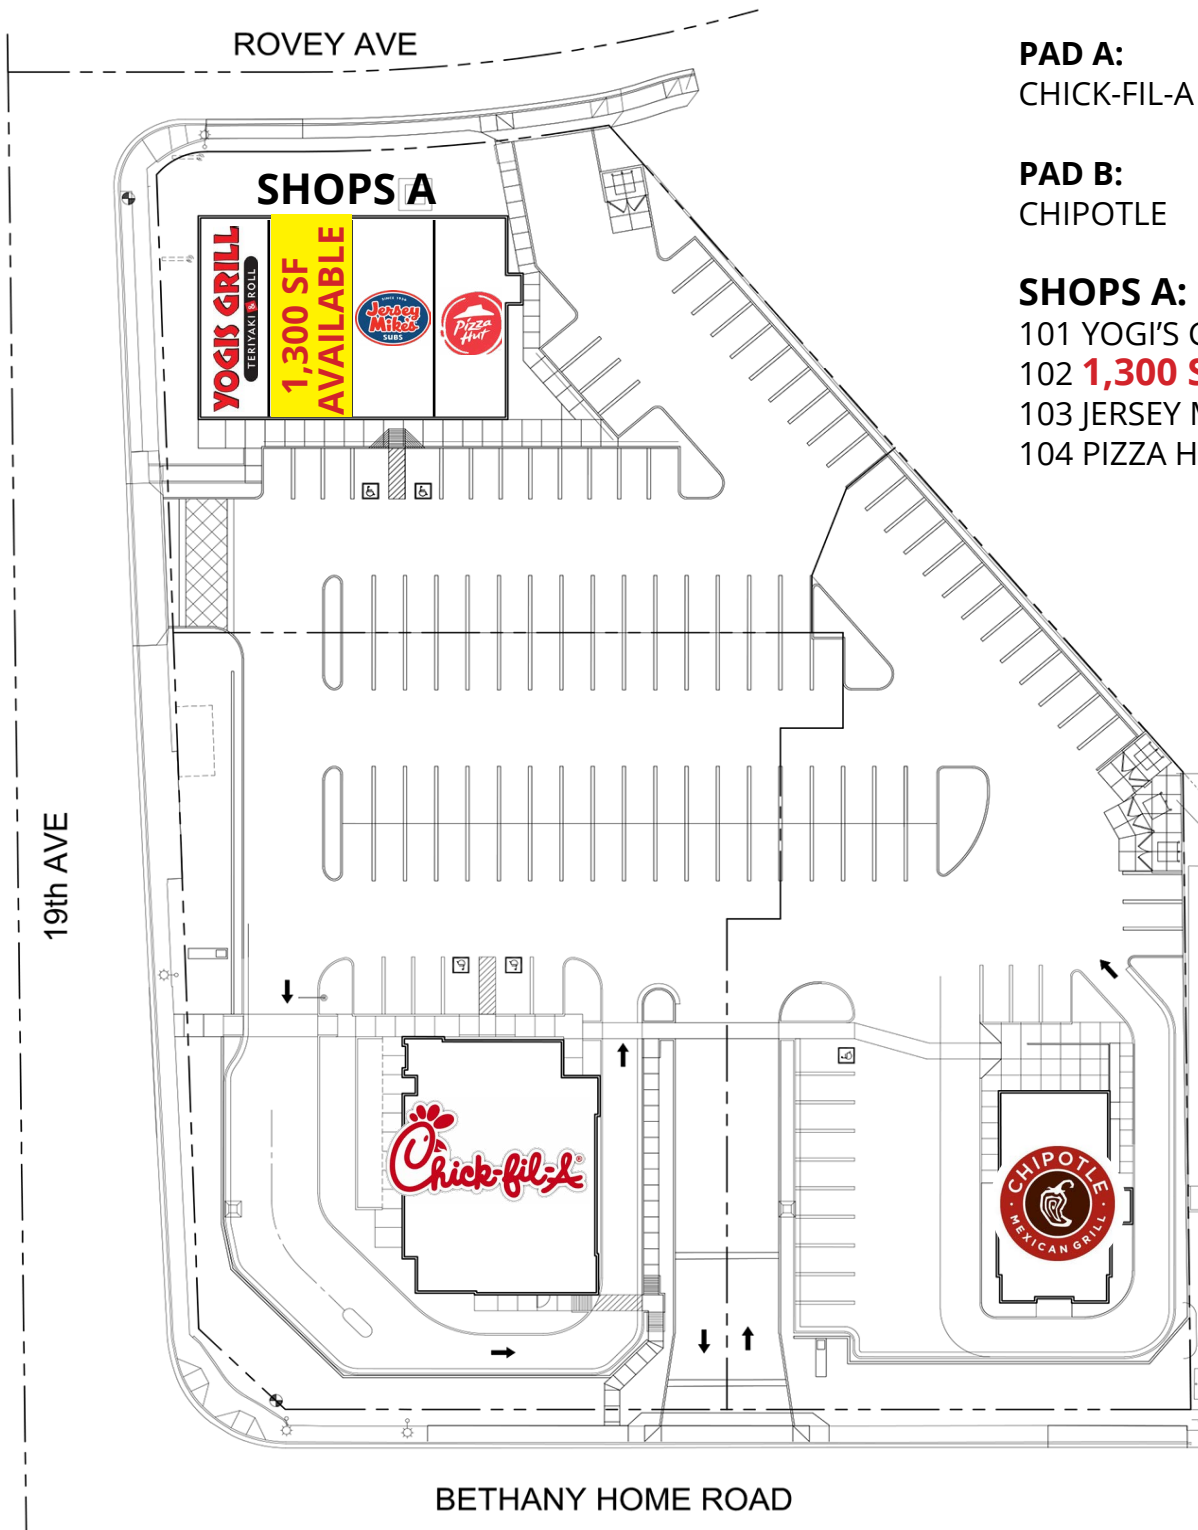 ROVEY AVE
PAD A:
CHICK-FIL-A
PAD B:
CHIPOTLE
SHOPS A
SHOPS A:
101 YOGI'S
102 1,300
103 JERSEY
104 PIZZA
YOGIS GRILL
TERIYAKI & ROLL
1,300 SF
AVAILABLE
SINCE 1956
Jersey
Mike's
SUBS
Pizza
Hut
19th AVE
Chick-fil-A
CHIPOTLE
MEXICAN GRILL
BETHANY HOME ROAD